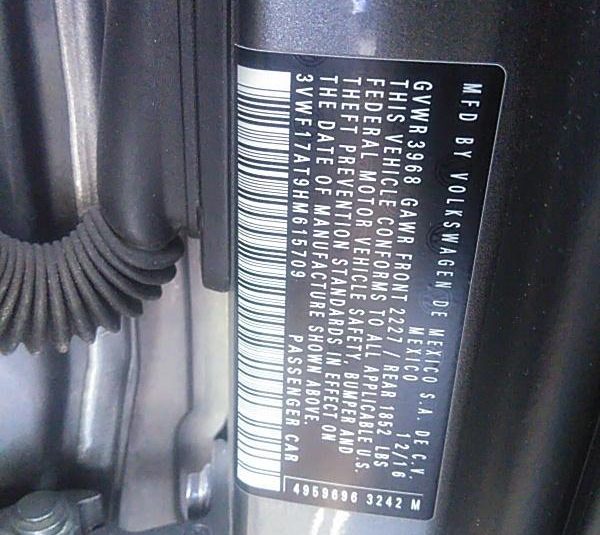 MFD BY VOLKSWAGEN DE MEXICO S.A. DE C.V.
MEXICO 12/16
GVWR 3968 GAWR FRONT 2227 / REAR 1852 LBS
THIS VEHICLE CONFORMS TO ALL APPLICABLE U.S.
FEDERAL MOTOR VEHICLE SAFETY, BUMPER AND
THEFT PREVENTION STANDARDS IN EFFECT ON
THE DATE OF MANUFACTURE SHOWN ABOVE.
3VWF17AT9HM615709 PASSENGER CAR
4959696 3242 M